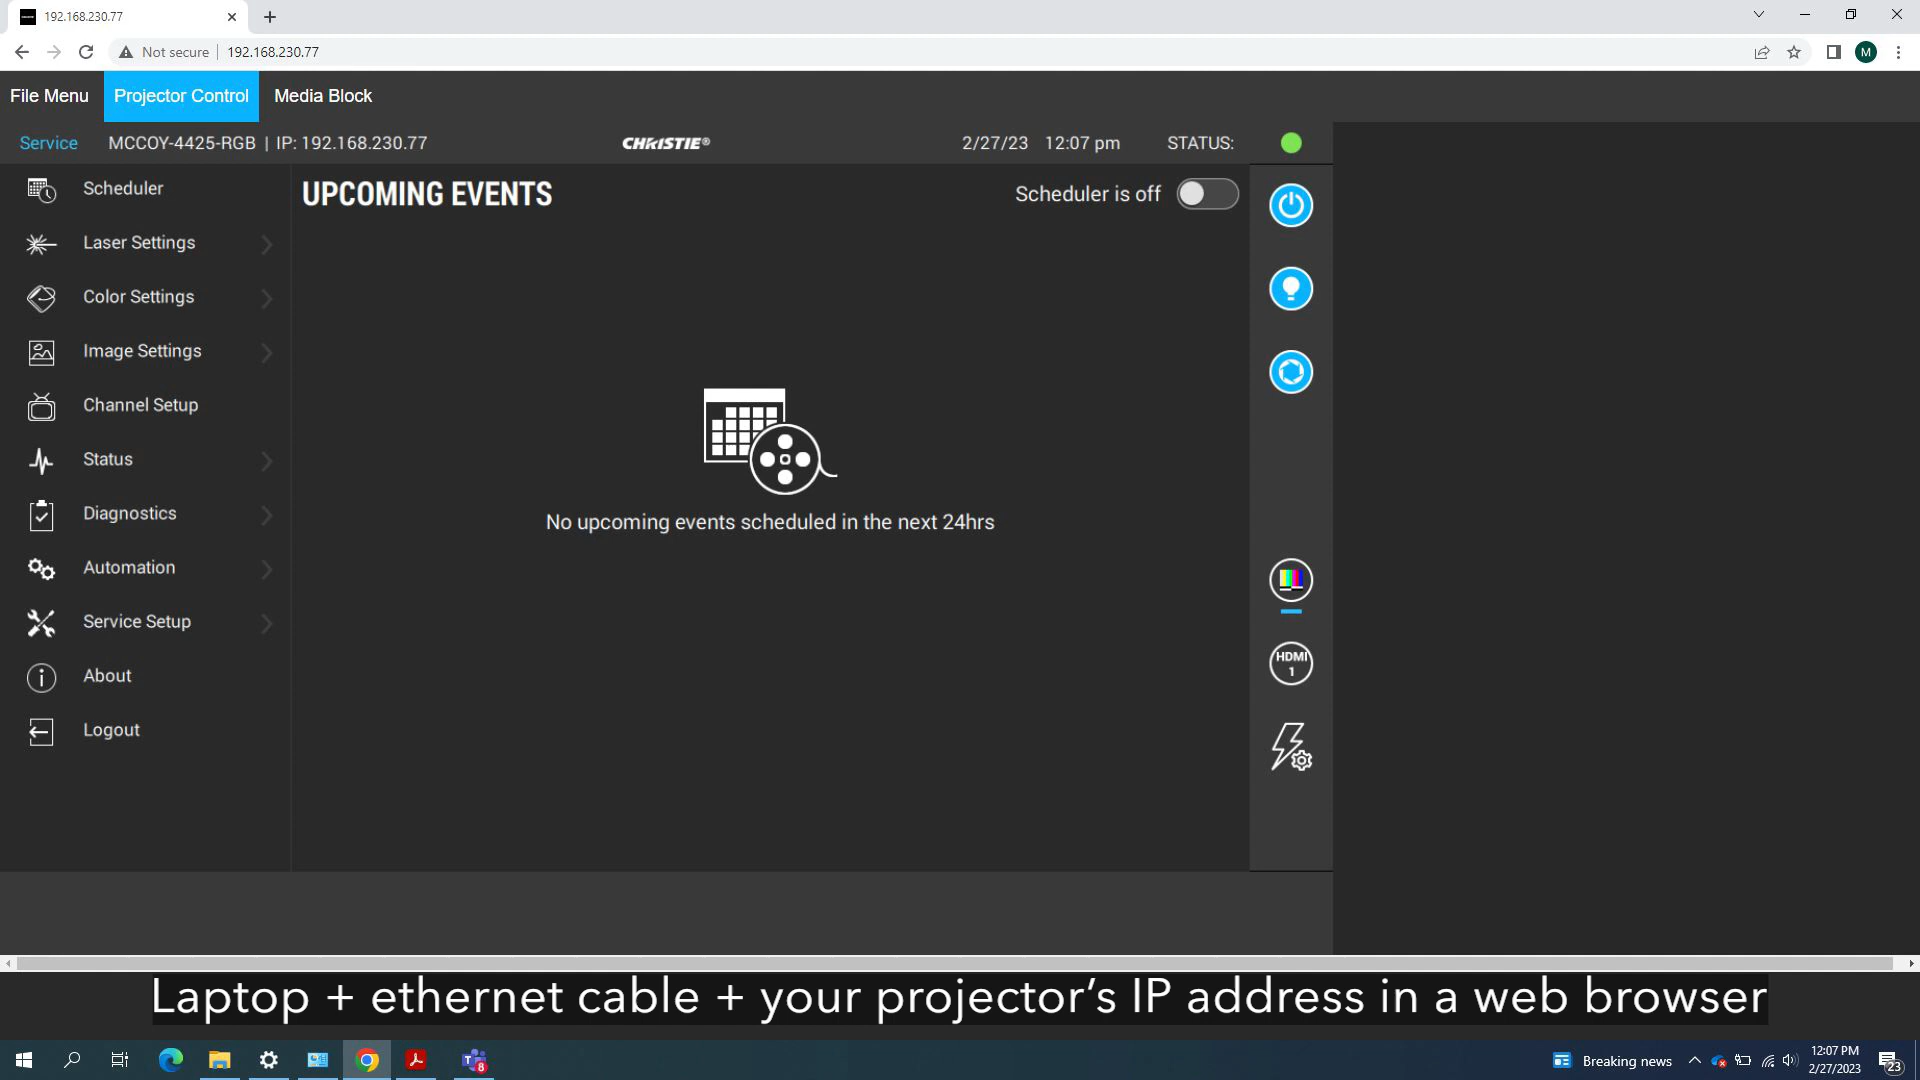 192.168.230.77
Not secure 192.168.230.77
M
File Menu Projector Control Media Block
Service MCCOY-4425-RGB | IP: 192.168.230.77 CHRISTIE® 2/27/23 12:07 pm STATUS:
Scheduler
Laser Settings
Color Settings
Image Settings
Channel Setup
Status
Diagnostics
Automation
Service Setup
About
Logout
UPCOMING EVENTS
Scheduler is off
No upcoming events scheduled in the next 24hrs
HDMI
1
Laptop + ethernet cable + your projector’s IP address in a web browser
T
8
Breaking news
12:07 PM
2/27/2023
23